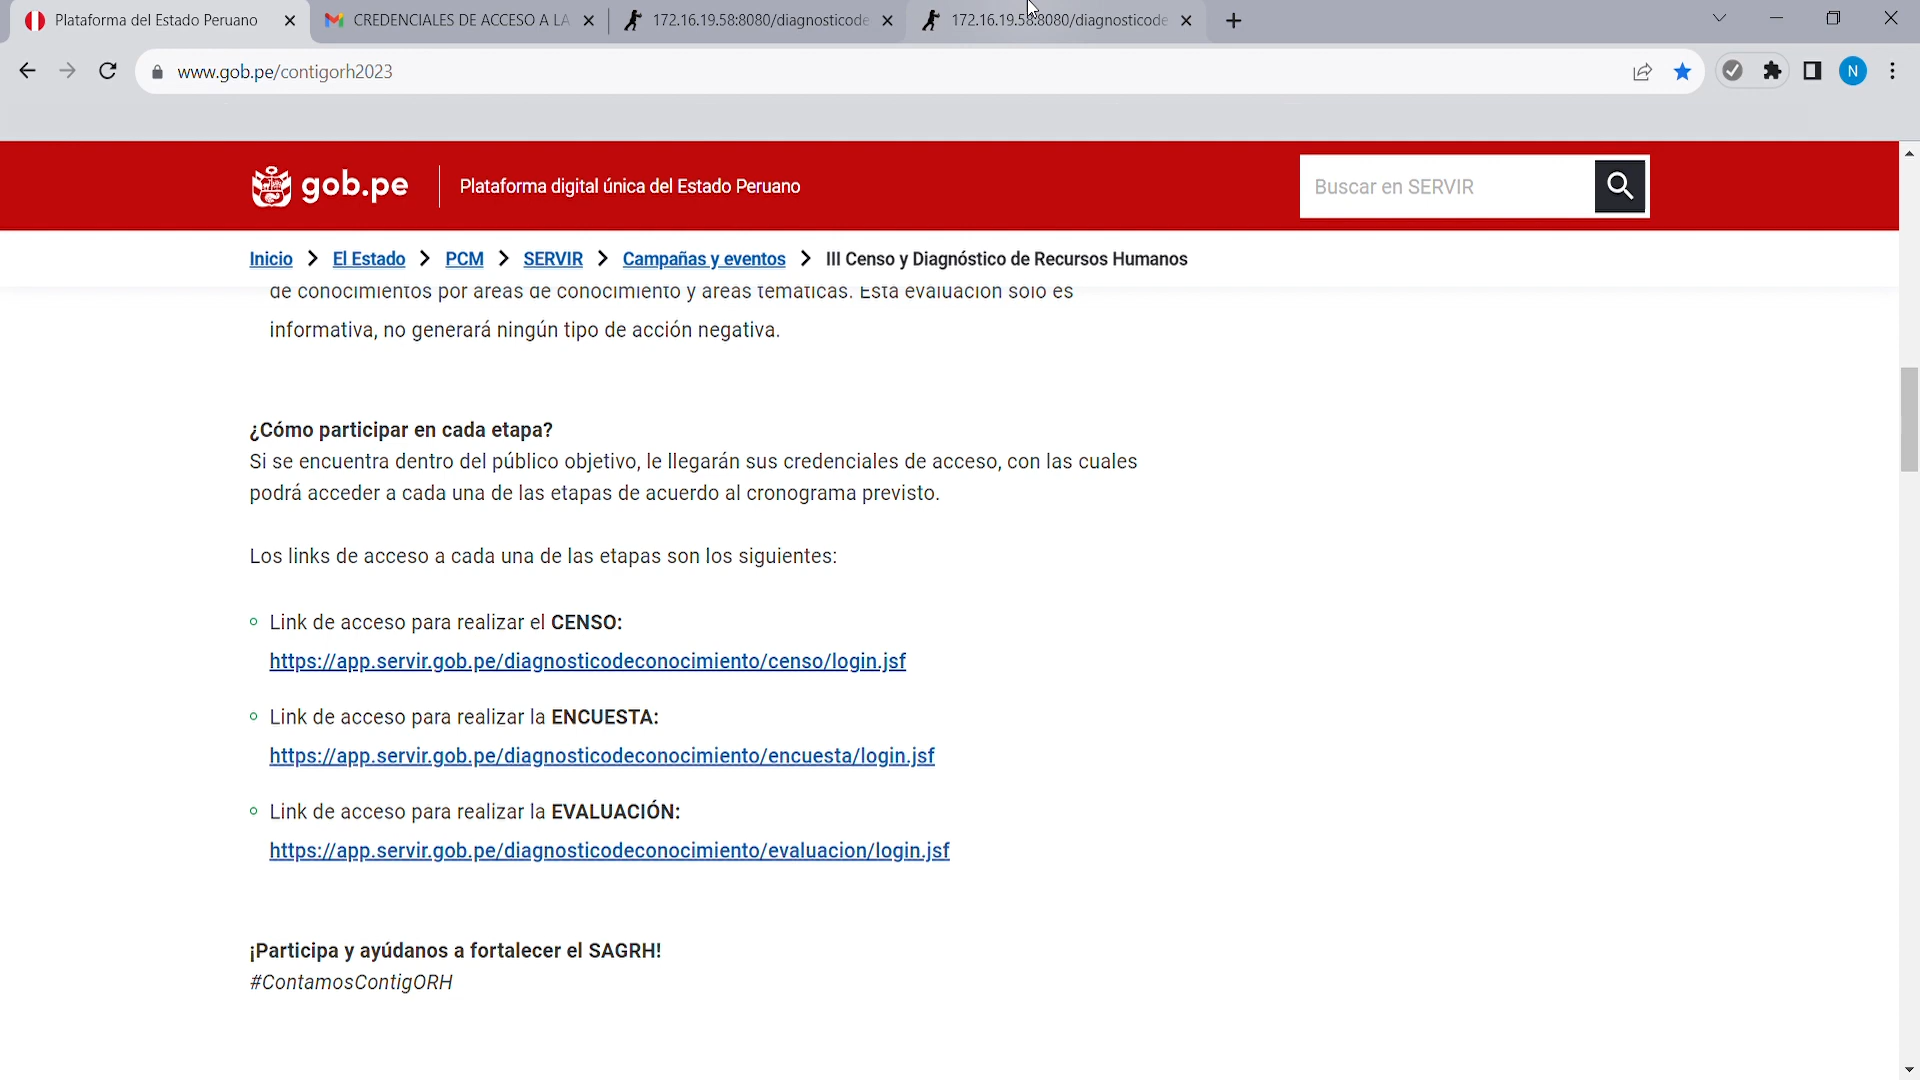 Plataforma del Estado Peruano
CREDENCIALES DE ACCESO A LA
172.16.19.58:8080/diagnosticode
172.16.19.58:8080/diagnosticode
www.gob.pe/contigorh2023
N
gob.pe
Plataforma digital única del Estado Peruano
Buscar en SERVIR
Inicio > El Estado > PCM > SERVIR > Campañas y eventos > III Censo y Diagnóstico de Recursos Humanos
de conocimientos por áreas de conocimiento y áreas temáticas. Esta evaluación solo es
informativa, no generará ningún tipo de acción negativa.
¿Cómo participar en cada etapa?
Si se encuentra dentro del público objetivo, le llegarán sus credenciales de acceso, con las cuales
podrá acceder a cada una de las etapas de acuerdo al cronograma previsto.
Los links de acceso a cada una de las etapas son los siguientes:
Link de acceso para realizar el CENSO:
https://app.servir.gob.pe/diagnosticodeconocimiento/censo/login.jsf
Link de acceso para realizar la ENCUESTA:
https://app.servir.gob.pe/diagnosticodeconocimiento/encuesta/login.jsf
Link de acceso para realizar la EVALUACIÓN:
https://app.servir.gob.pe/diagnosticodeconocimiento/evaluacion/login.jsf
¡Participa y ayúdanos a fortalecer el SAGRH!
#ContamosContigORH